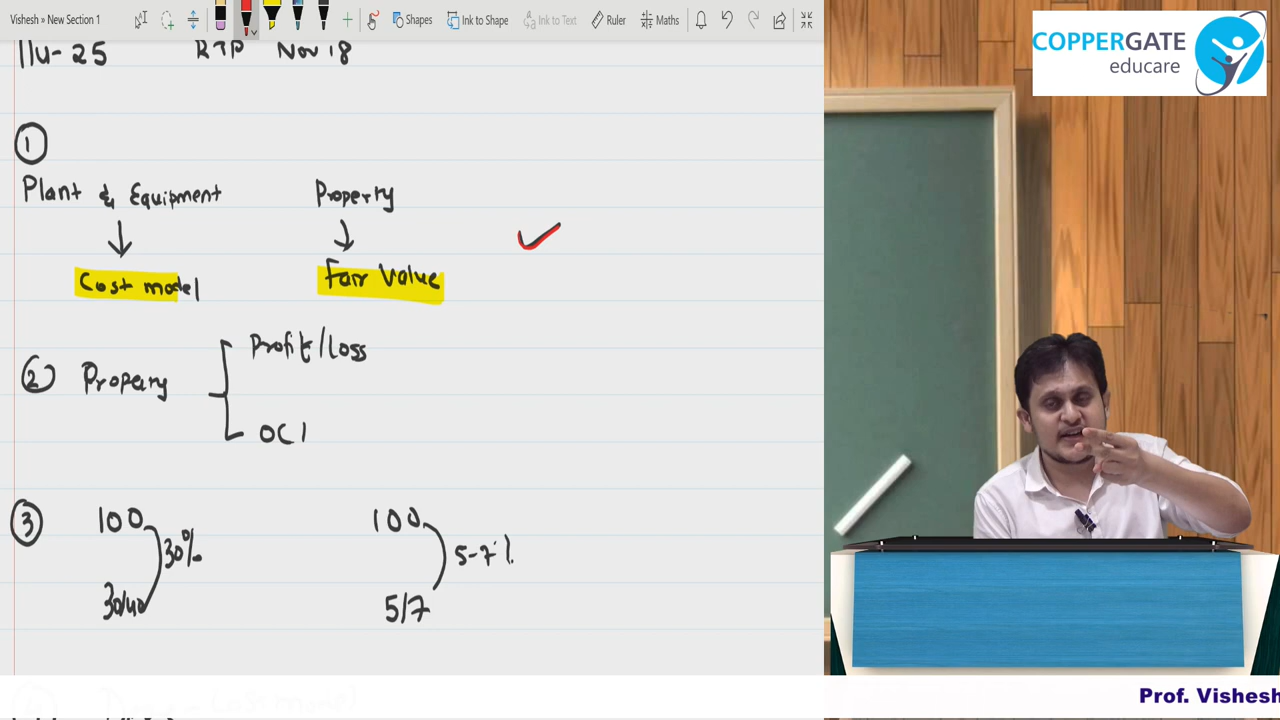 Vishesh » New Section 1
Shapes
Ink to Shape
Ink to Text
Ruler
Maths
COPPERGATE
educare
RTP Nov 18
1
Plant & Equipment Property
Cost model Fair Value
2 Property Profit/Loss
OCI
3 100 30% 100 5-7%
30/40 5/7
Prof. Vishesh